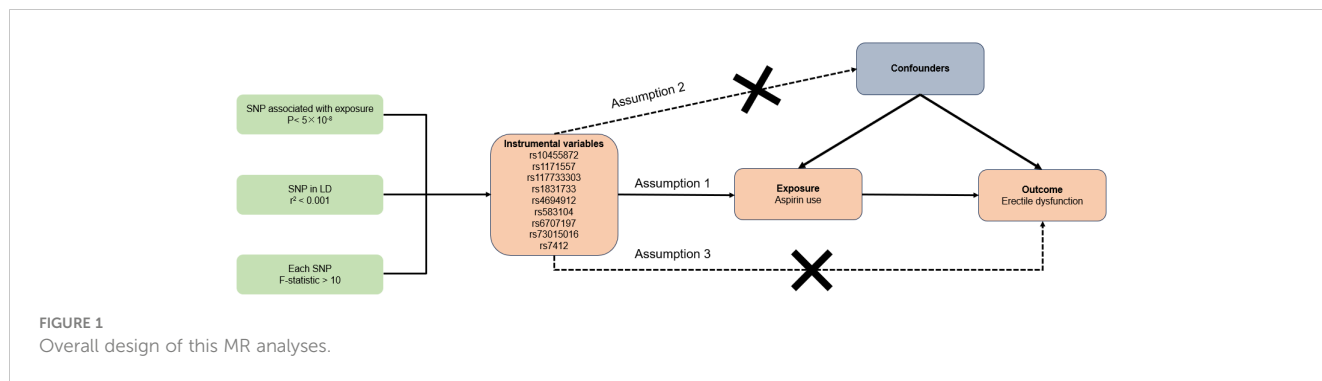 SNP associated with exposure
P< 5×10⁻⁸
SNP in LD
r² < 0.001
Each SNP
F-statistic > 10
Instrumental variables
rs10455872
rs1171557
rs117733303
rs1831733
rs4694912
rs583104
rs6707197
rs73015016
rs7412
Assumption 2
Assumption 1
Assumption 3
Confounders
Exposure
Aspirin use
Outcome
Erectile dysfunction
FIGURE 1
Overall design of this MR analyses.